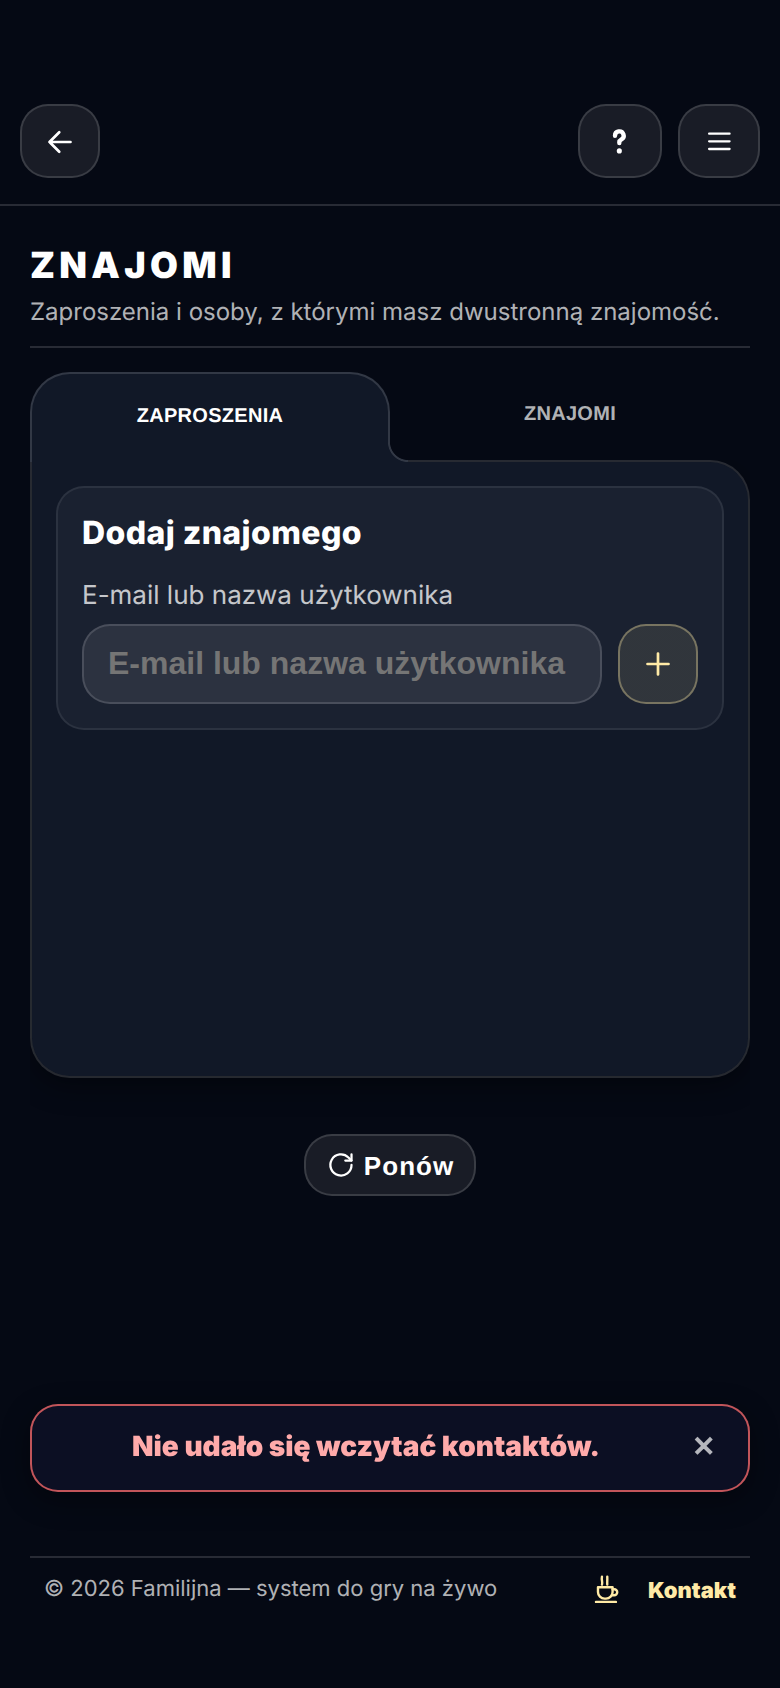 ?
ZNAJOMI
Zaproszenia i osoby, z którymi masz dwustronną znajomość.
ZAPROSZENIA
ZNAJOMI
Dodaj znajomego
E-mail lub nazwa użytkownika
E-mail lub nazwa użytkownika
Ponów
Nie udało się wczytać kontaktów.
© 2026 Familijna — system do gry na żywo
Kontakt